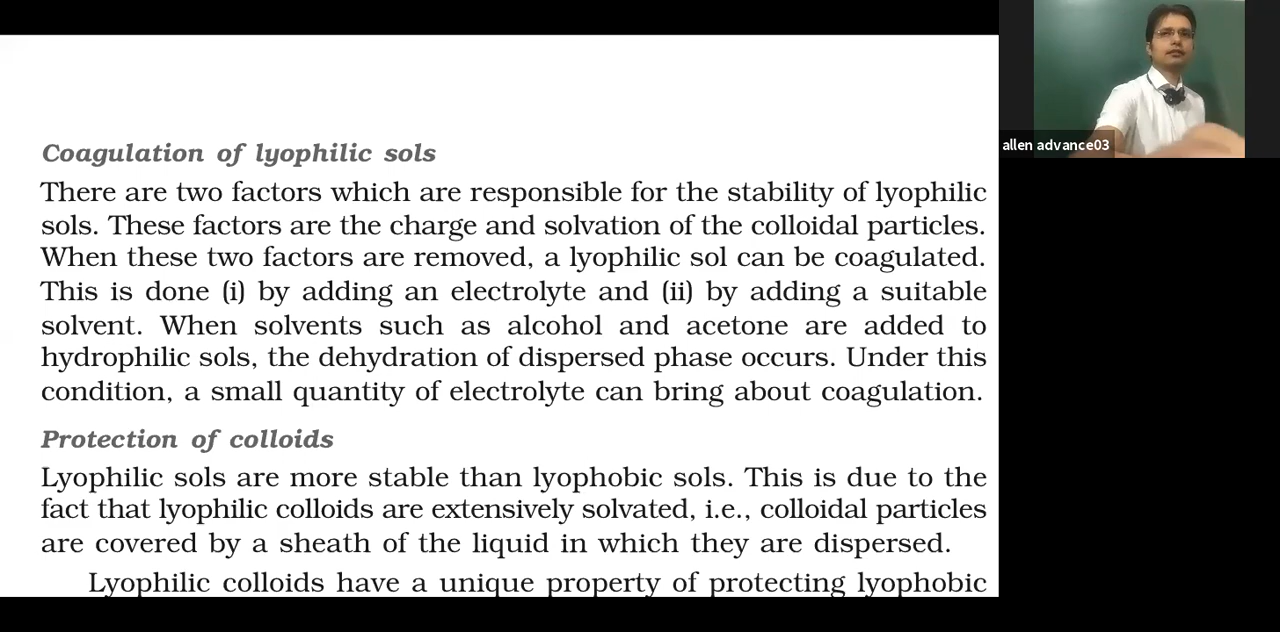 Coagulation of lyophilic sols
There are two factors which are responsible for the stability of lyophilic
sols. These factors are the charge and solvation of the colloidal particles.
When these two factors are removed, a lyophilic sol can be coagulated.
This is done (i) by adding an electrolyte and (ii) by adding a suitable
solvent. When solvents such as alcohol and acetone are added to
hydrophilic sols, the dehydration of dispersed phase occurs. Under this
condition, a small quantity of electrolyte can bring about coagulation.
Protection of colloids
Lyophilic sols are more stable than lyophobic sols. This is due to the
fact that lyophilic colloids are extensively solvated, i.e., colloidal particles
are covered by a sheath of the liquid in which they are dispersed.
Lyophilic colloids have a unique property of protecting lyophobic
allen advance03